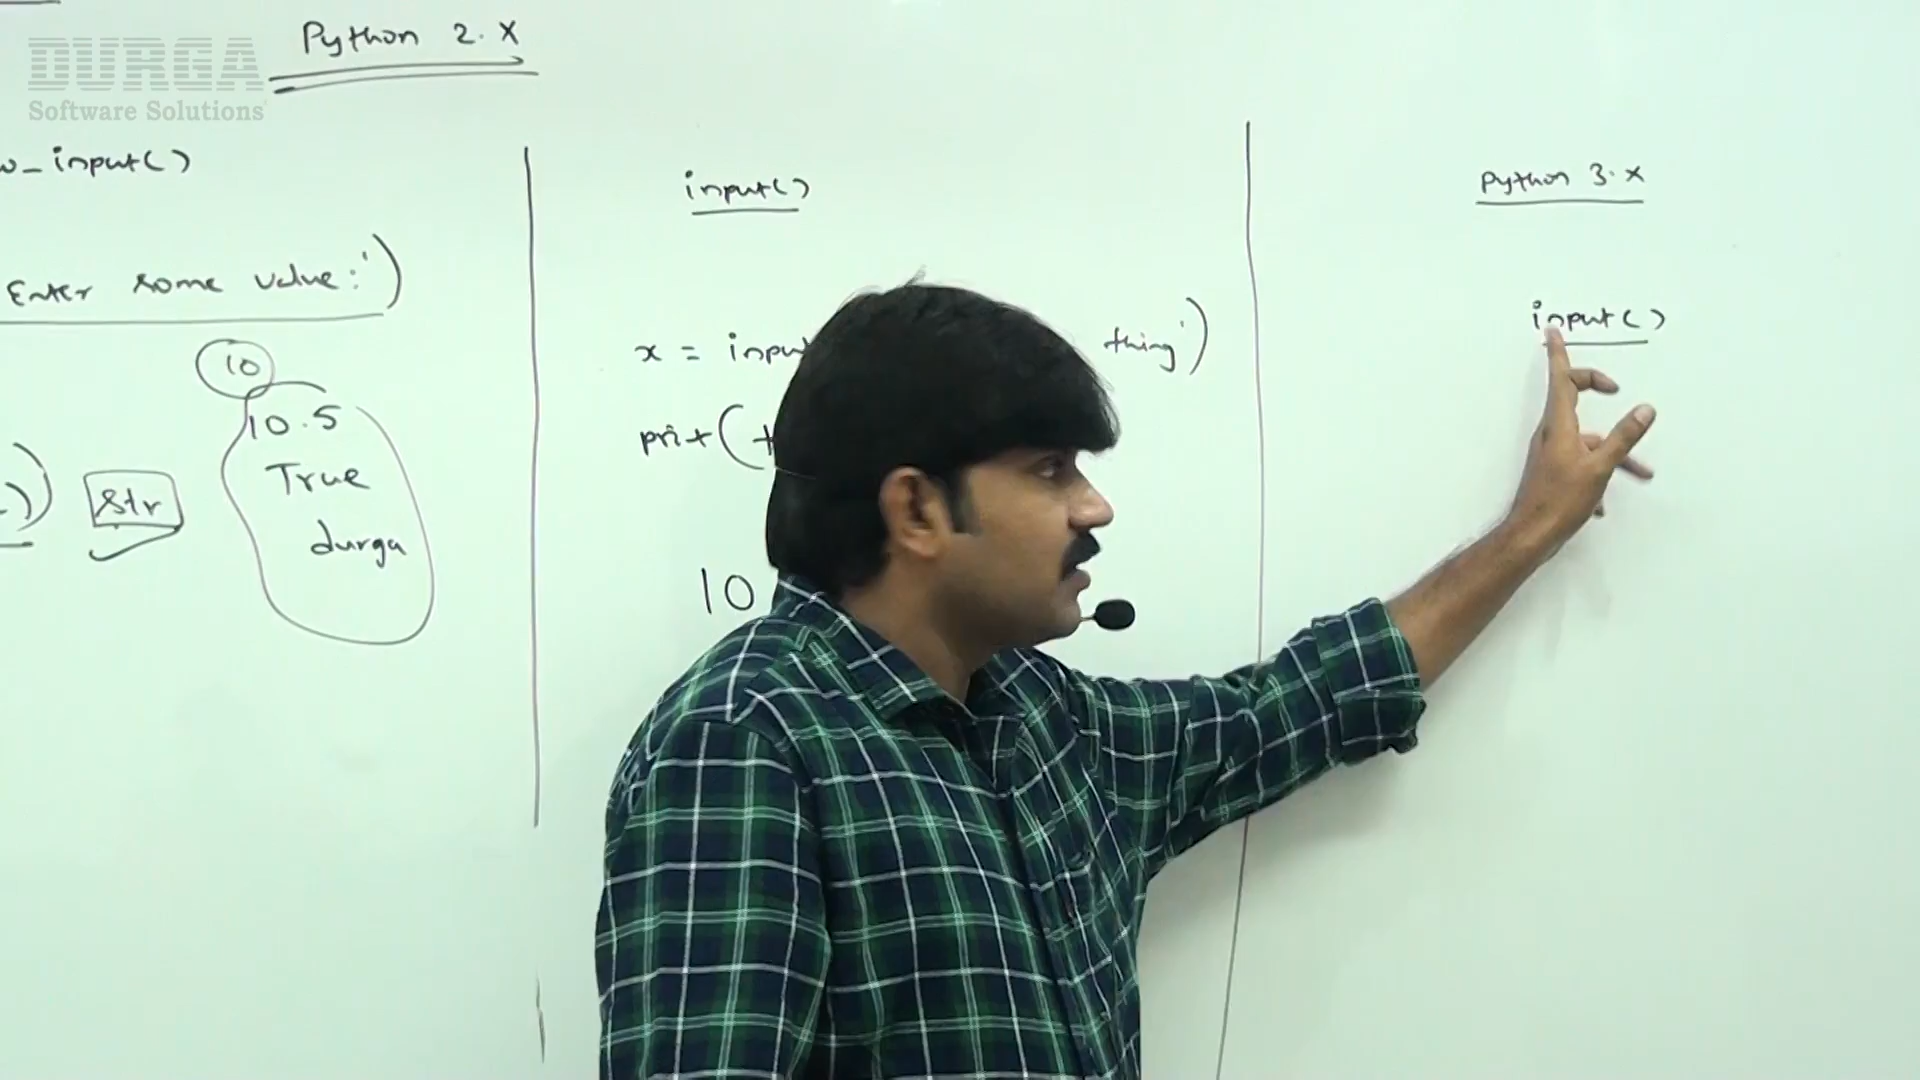 DURGA
Software Solutions
Python 2.x
w_input()
Enter some value:')
10
10.5
True
durga
)
str
input()
x = input thing')
print(t
10
Python 3.x
input()